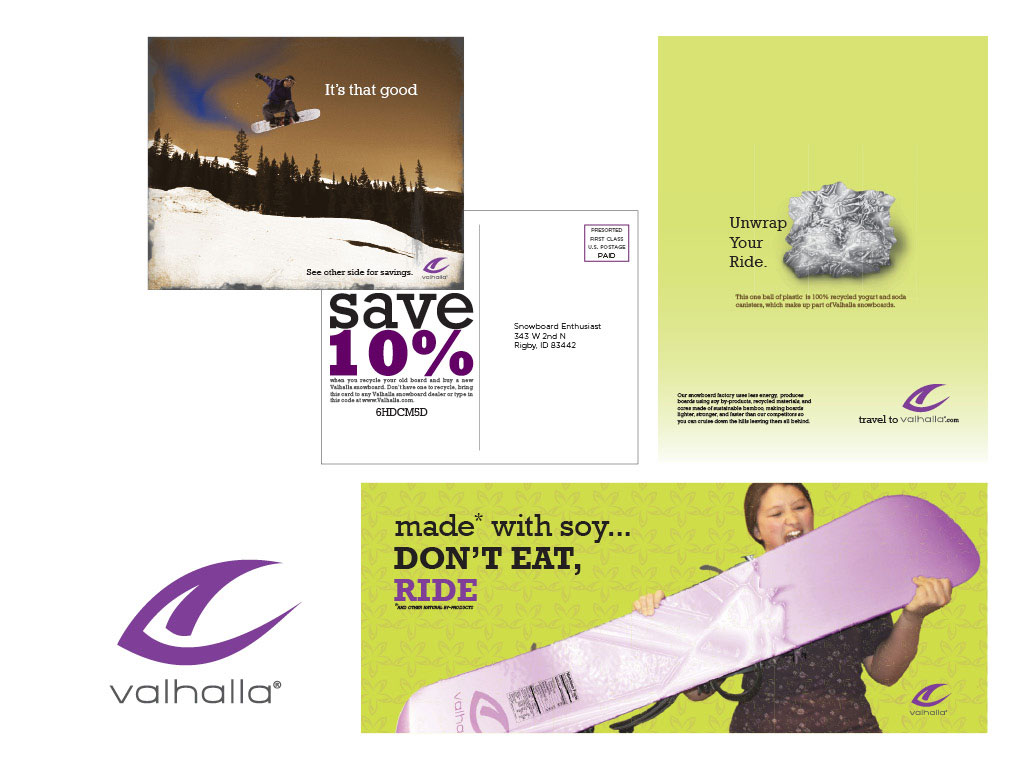 It's that good
See other side for savings.
valhalla
PRESORTED
FIRST CLASS
U.S. POSTAGE
PAID
save
10%
when you recycle your old board and buy a new
Valhalla snowboard. Don't have one to recycle, bring
this card to any Valhalla snowboard dealer or type in
this code at www.Valhalla.com.
6HDCM5D
Snowboard Enthusiast
343 W 2nd N
Rigby, ID 83442
Unwrap
Your
Ride.
This one ball of plastic is 100% recycled yogurt and soda
canisters, which make up part of Valhalla snowboards.
Our snowboard factory uses less energy, produces
boards using soy by-products, recycled materials, and
cores made of sustainable bamboo, making boards
lighter, stronger, and faster than our competitors so
you can cruise down the hills leaving them all behind.
travel to valhalla®.com
made* with soy...
DON'T EAT,
RIDE
*AND OTHER NATURAL BY-PRODUCTS
valha
valhalla®
valhalla®